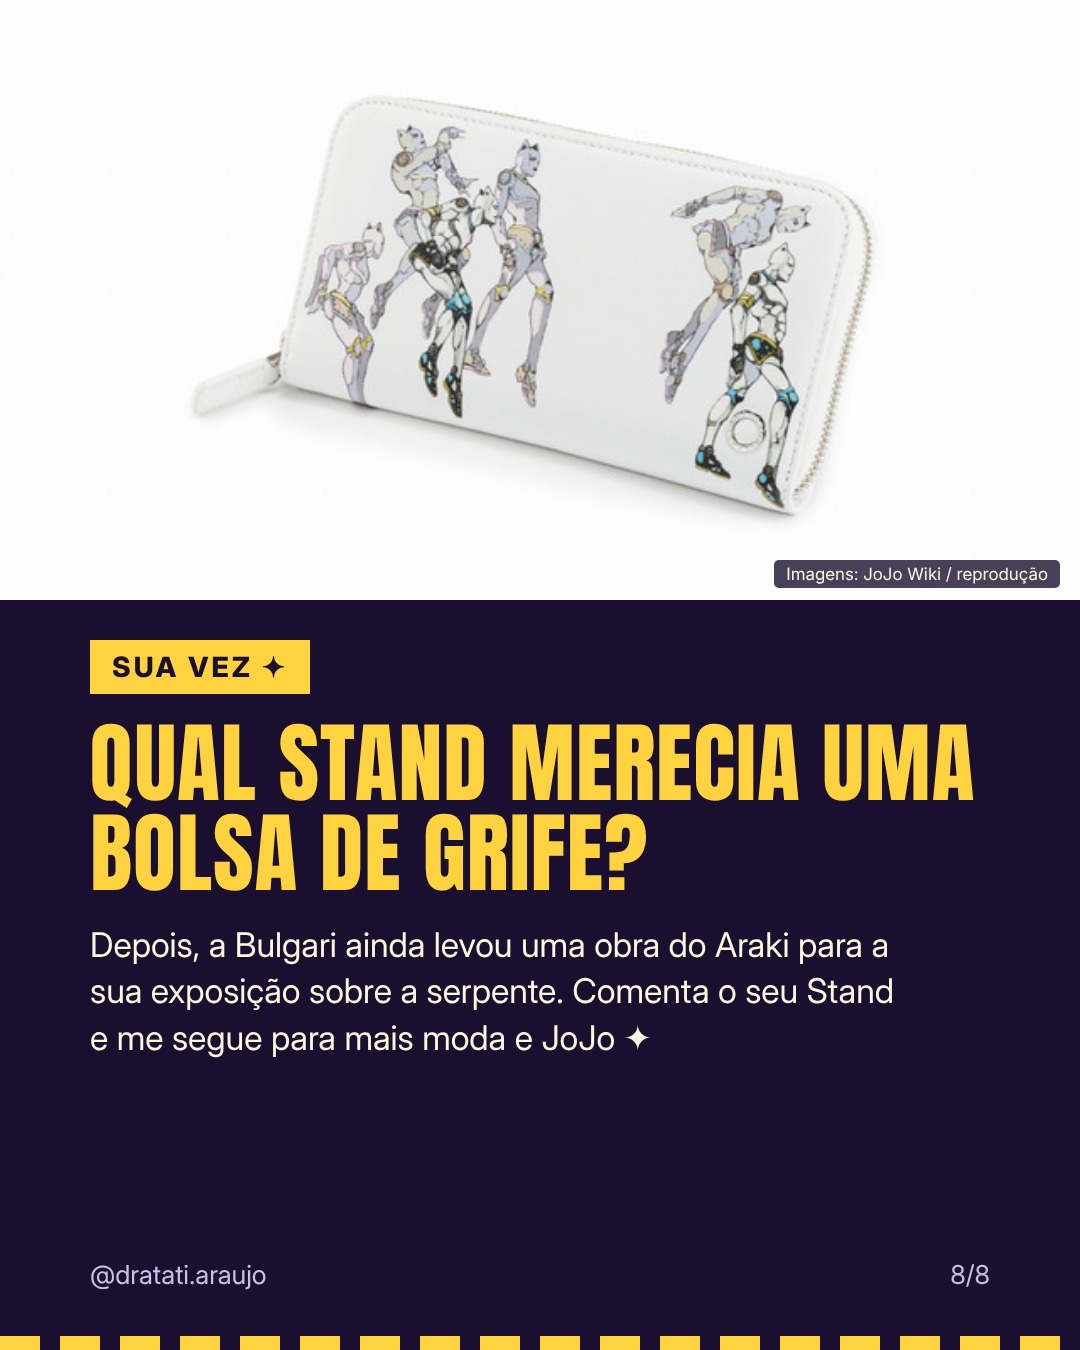 Imagens: JoJo Wiki / reprodução
SUA VEZ ✦
QUAL STAND MERECIA UMA
BOLSA DE GRIFE?
Depois, a Bulgari ainda levou uma obra do Araki para a
sua exposição sobre a serpente. Comenta o seu Stand
e me segue para mais moda e JoJo ✦
@dratati.araujo
8/8